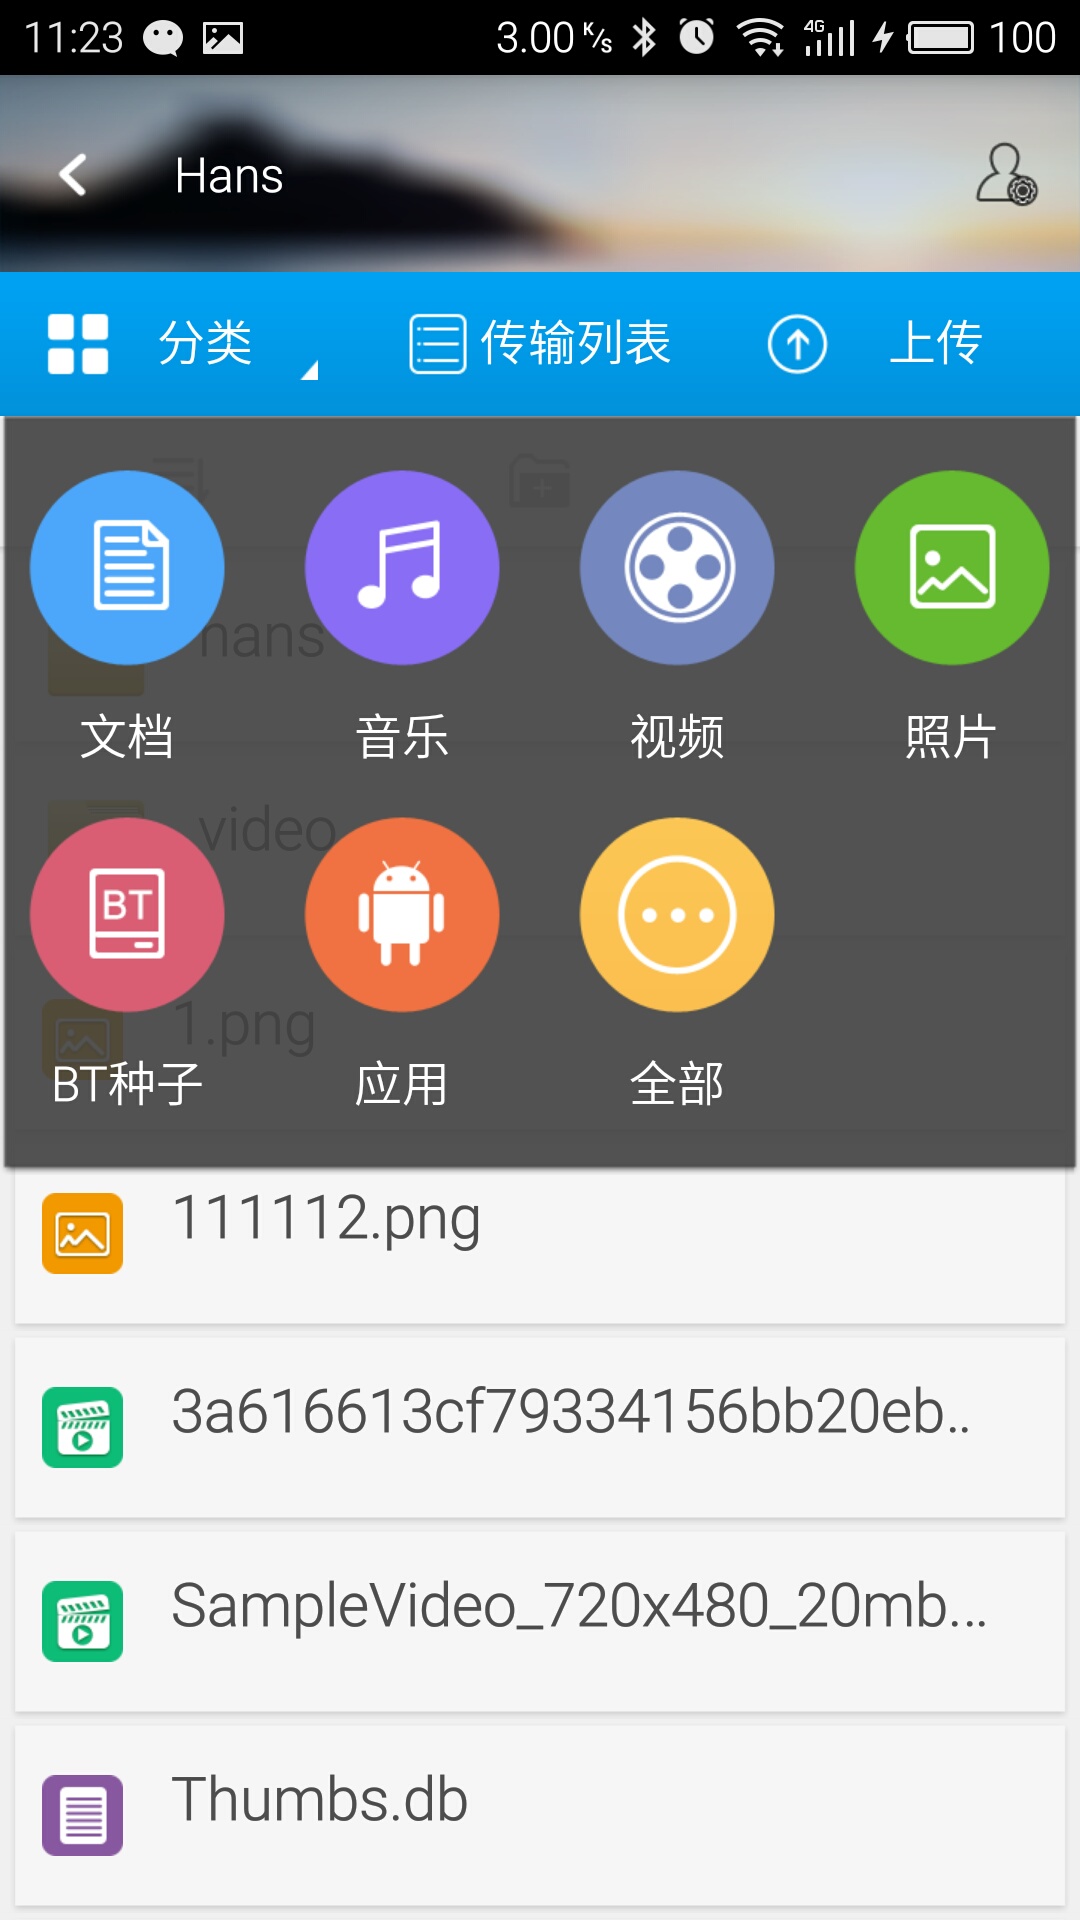 11:23 3.00 K/s 4G 100
Hans
分类 传输列表 上传
hans
文档 音乐 视频 照片
video
BT
1.png
BT种子 应用 全部
111112.png
3a616613cf79334156bb20eb..
SampleVideo_720x480_20mb...
Thumbs.db